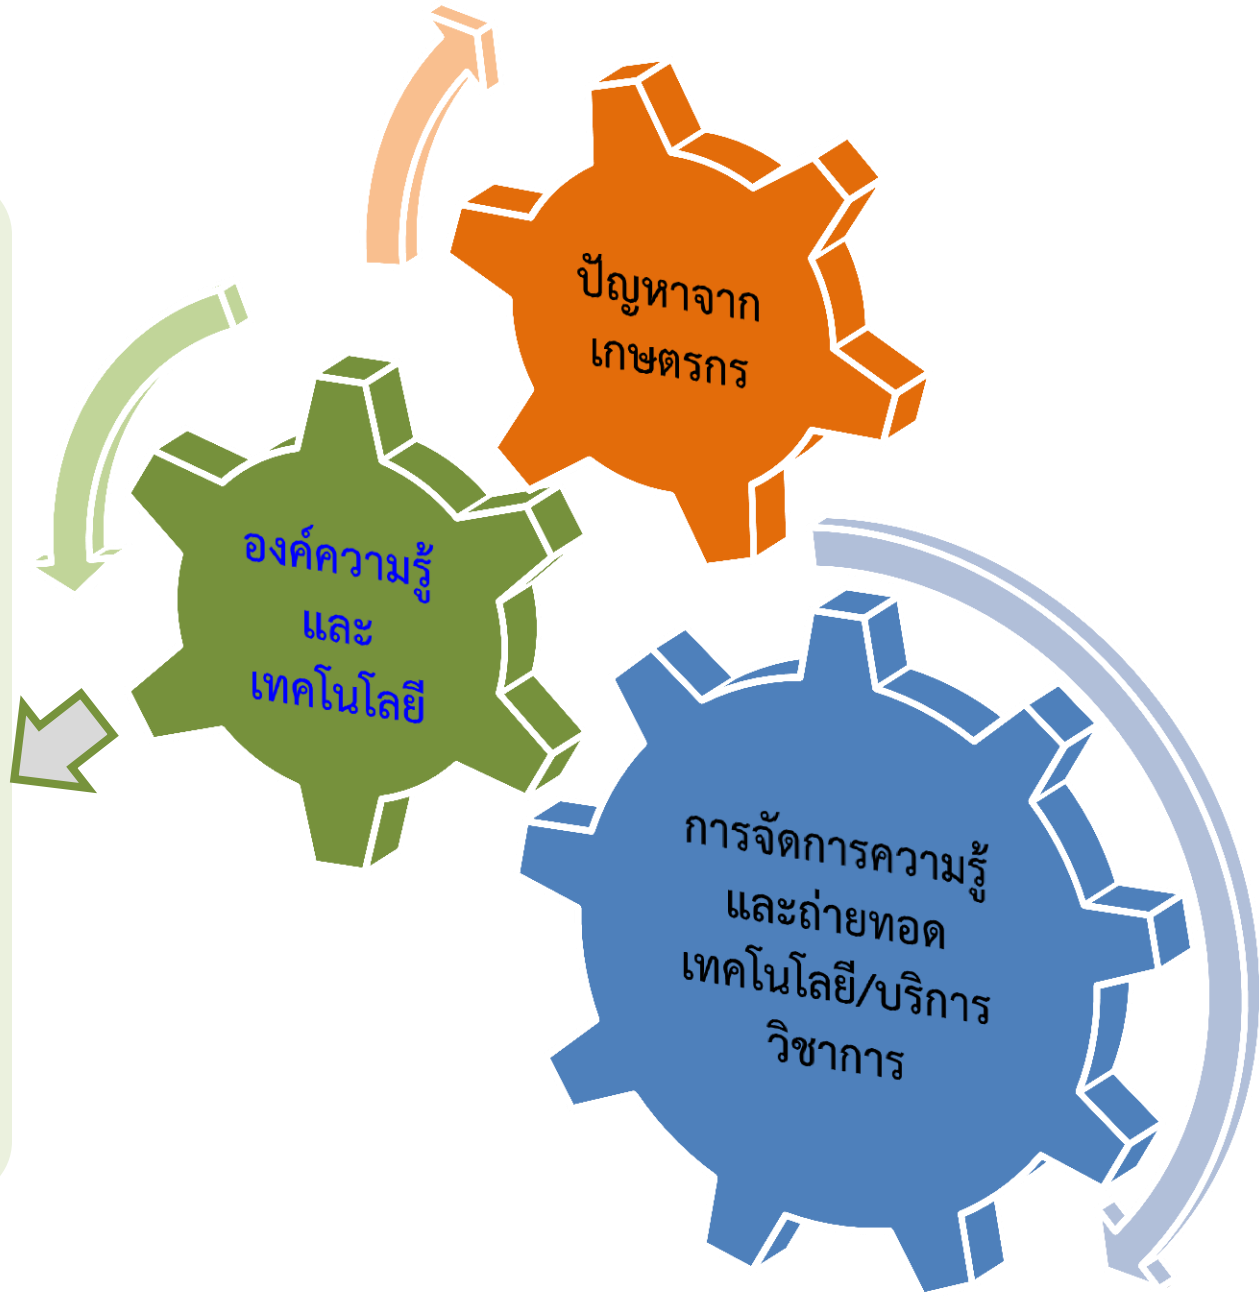 ปัญหาจาก
เกษตรกร
องค์ความรู้
และ
เทคโนโลยี
การจัดการความรู้
และถ่ายทอด
เทคโนโลยี/บริการ
วิชาการ